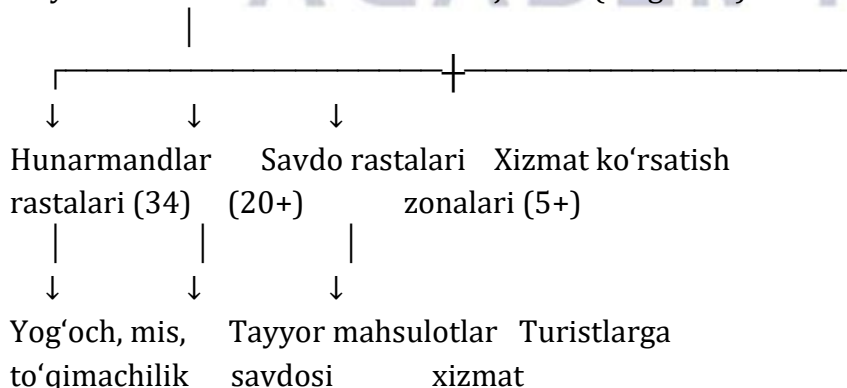 Hunarmandlar Savdo rastalari Xizmat ko‘rsatish
rastalari (34) (20+) zonalari (5+)
Yog‘och, mis, Tayyor mahsulotlar Turistlarga
to‘qimachilik savdosi xizmat